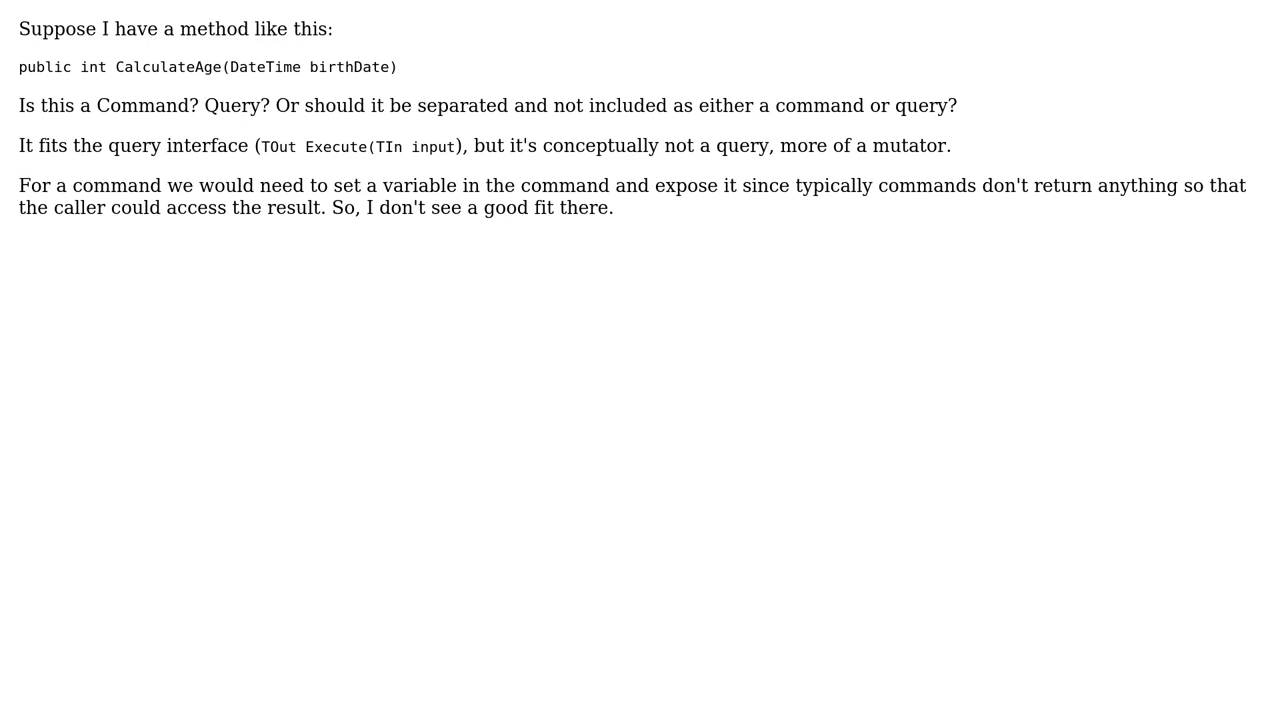 Suppose I have a method like this:
public int CalculateAge(DateTime birthDate)
Is this a Command? Query? Or should it be separated and not included as either a command or query?
It fits the query interface (TOut Execute(TIn input), but it's conceptually not a query, more of a mutator.
For a command we would need to set a variable in the command and expose it since typically commands don't return anything so that
the caller could access the result. So, I don't see a good fit there.